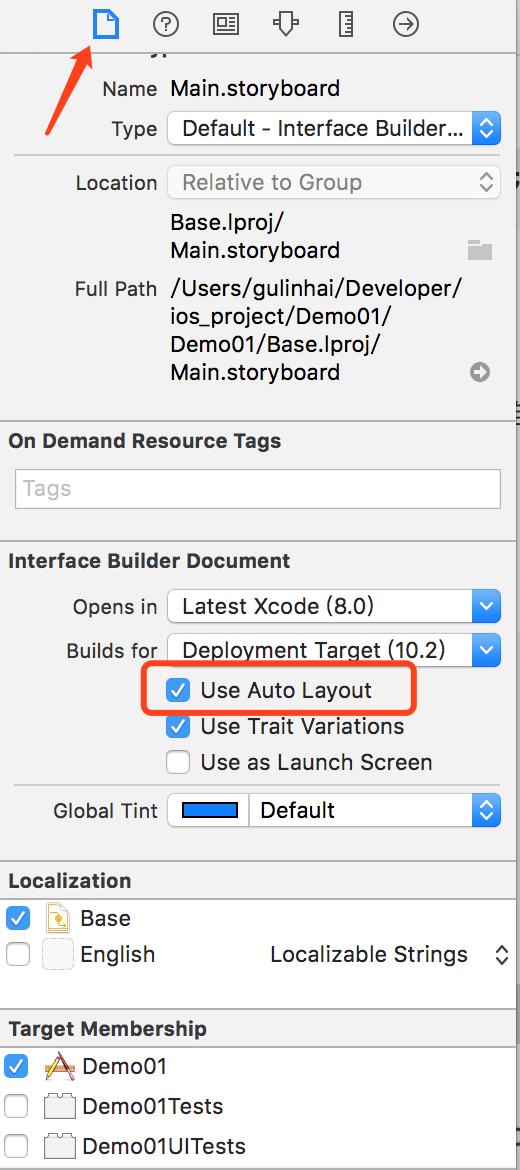 Name Main.storyboard
Type Default - Interface Builder...
Location Relative to Group
Base.lproj/
Main.storyboard
Full Path /Users/gulinhai/Developer/
ios_project/Demo01/
Demo01/Base.lproj/
Main.storyboard
On Demand Resource Tags
Tags
Interface Builder Document
Opens in Latest Xcode (8.0)
Builds for Deployment Target (10.2)
Use Auto Layout
Use Trait Variations
Use as Launch Screen
Global Tint Default
Localization
Base
English Localizable Strings
Target Membership
Demo01
Demo01Tests
Demo01UITests